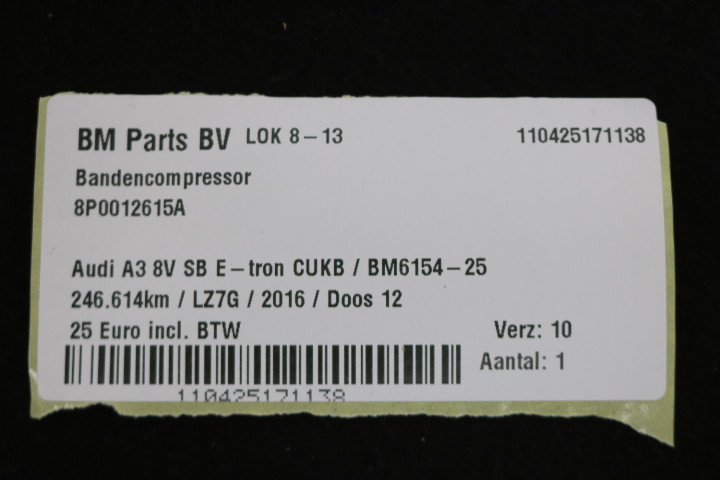 BM Parts BV LOK 8-13 110425171138
Bandencompressor
8P0012615A
Audi A3 8V SB E-tron CUKB / BM6154-25
246.614km / LZ7G / 2016 / Doos 12
25 Euro incl. BTW Verz: 10
Aantal: 1
110425171138